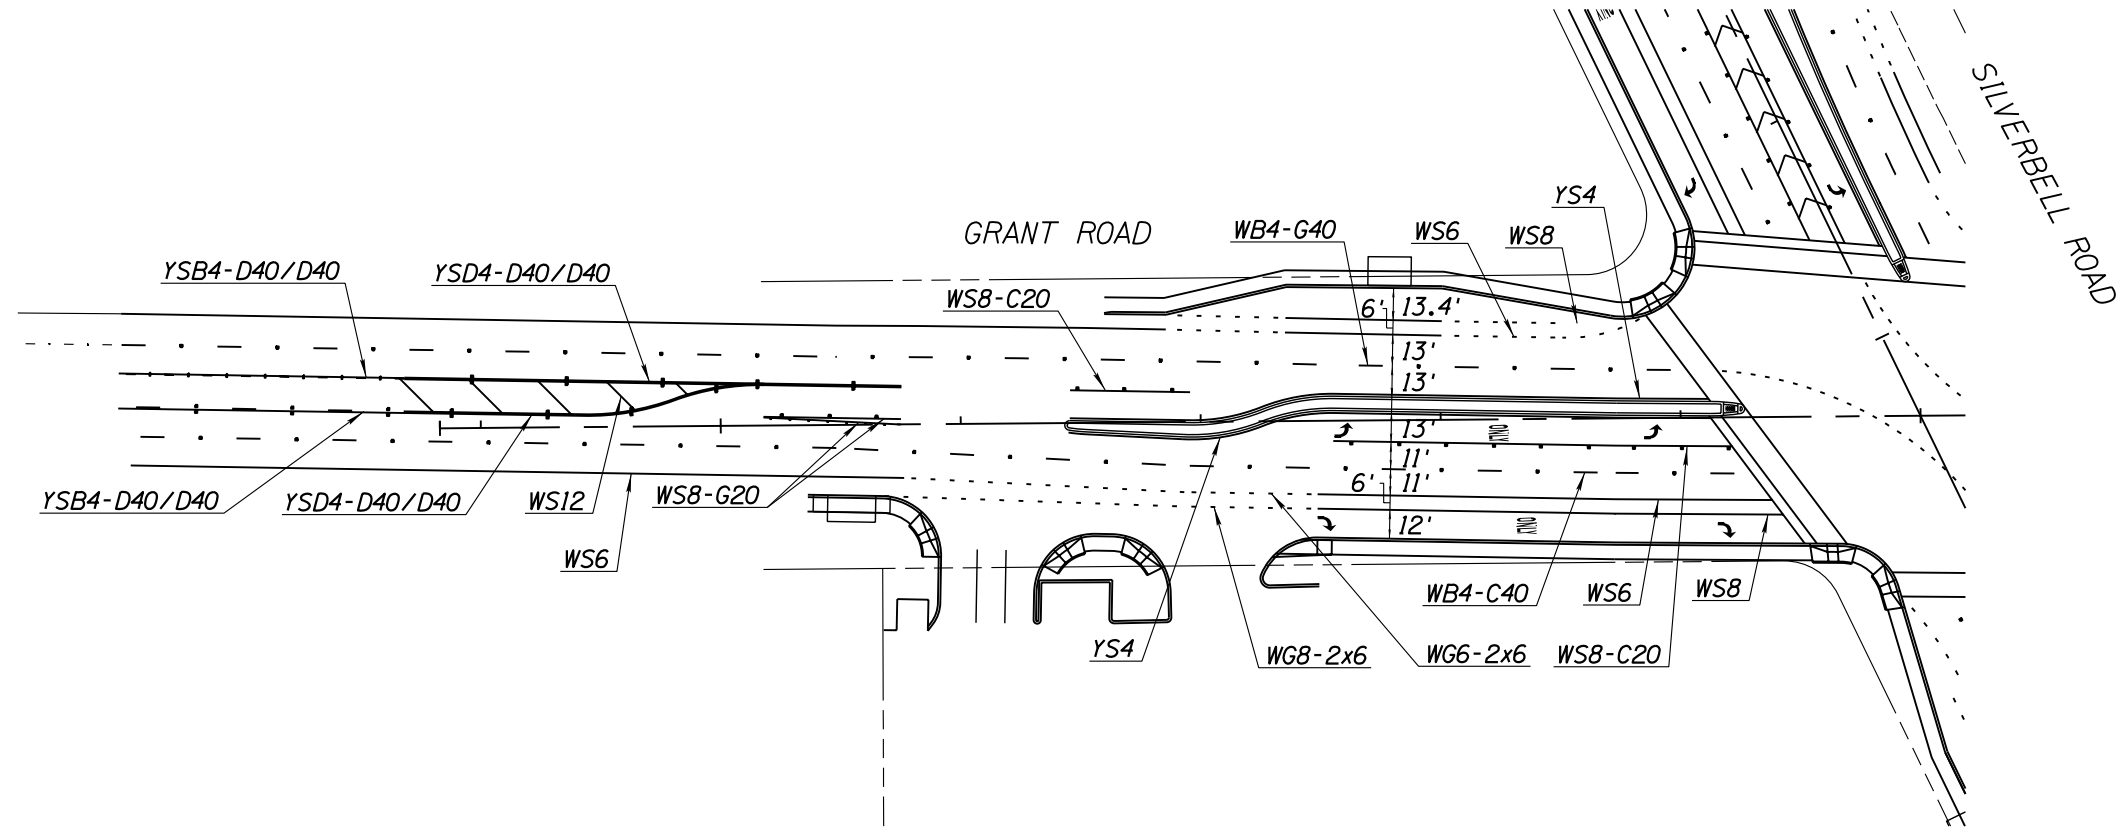 SILVERBELL ROAD
YS4
GRANT ROAD
WB4-G40
WS6
WS8
YSB4-D40/D40
YSD4-D40/D40
WS8-C20
6'
13.4'
13'
13'
13'
ONLY
11'
6'
11'
12'
ONLY
YSB4-D40/D40
YSD4-D40/D40
WS12
WS8-G20
WS6
WB4-C40
WS6
WS8
YS4
WG8-2x6
WG6-2x6
WS8-C20